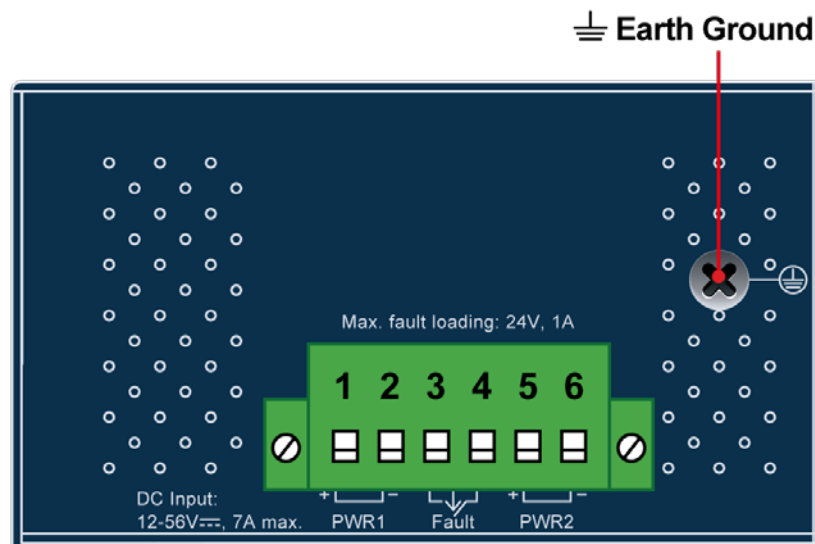 ⏚ Earth Ground
Max. fault loading: 24V, 1A
1 2 3 4 5 6
DC Input:
12-56V⎓, 7A max.
+ − + −
PWR1 Fault PWR2